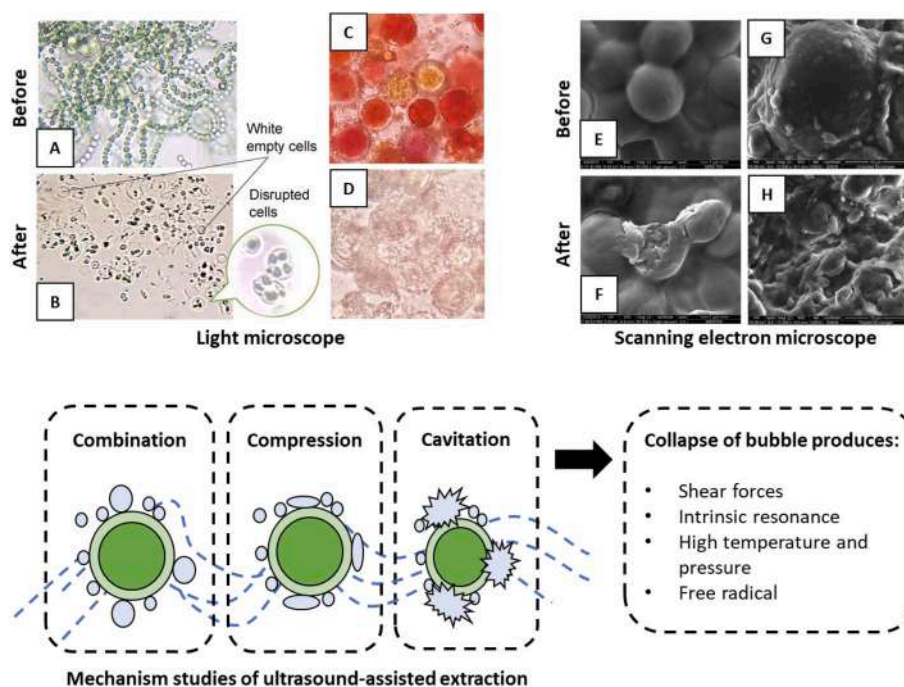 Before
A
White
empty cells
Disrupted
cells
After
B
C
D
Light microscope
Before
E
G
After
F
H
Scanning electron microscope
Combination
Compression
Cavitation
Collapse of bubble produces:
• Shear forces
• Intrinsic resonance
• High temperature and
pressure
• Free radical
Mechanism studies of ultrasound-assisted extraction